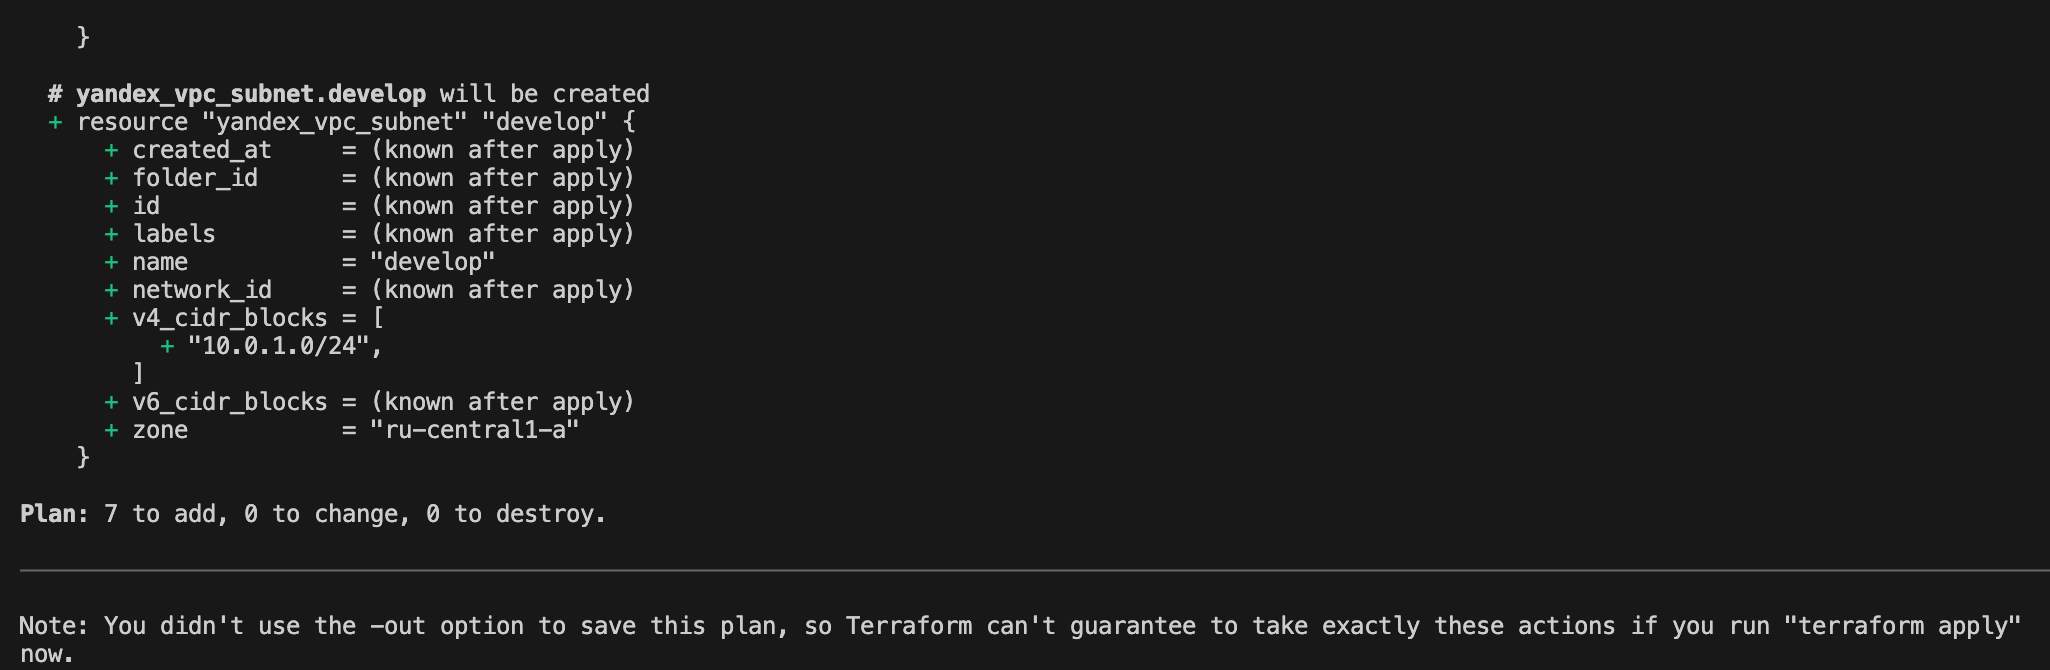 }

  # yandex_vpc_subnet.develop will be created
  + resource "yandex_vpc_subnet" "develop" {
      + created_at     = (known after apply)
      + folder_id      = (known after apply)
      + id             = (known after apply)
      + labels         = (known after apply)
      + name           = "develop"
      + network_id     = (known after apply)
      + v4_cidr_blocks = [
          + "10.0.1.0/24",
        ]
      + v6_cidr_blocks = (known after apply)
      + zone           = "ru-central1-a"
    }

Plan: 7 to add, 0 to change, 0 to destroy.

Note: You didn't use the -out option to save this plan, so Terraform can't guarantee to take exactly these actions if you run "terraform apply"
now.